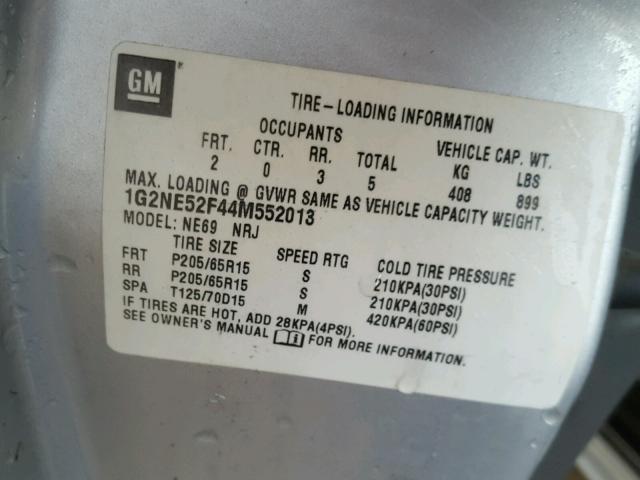 GM
TIRE-LOADING INFORMATION
OCCUPANTS VEHICLE CAP. WT.
FRT. CTR. RR. TOTAL KG LBS
2 0 3 5 408 899
MAX. LOADING @ GVWR SAME AS VEHICLE CAPACITY WEIGHT.
1G2NE52F44M552013
MODEL: NE69 NRJ
TIRE SIZE SPEED RTG COLD TIRE PRESSURE
FRT P205/65R15 S 210KPA(30PSI)
RR P205/65R15 S 210KPA(30PSI)
SPA T125/70D15 M 420KPA(60PSI)
IF TIRES ARE HOT, ADD 28KPA(4PSI).
SEE OWNER'S MANUAL FOR MORE INFORMATION.